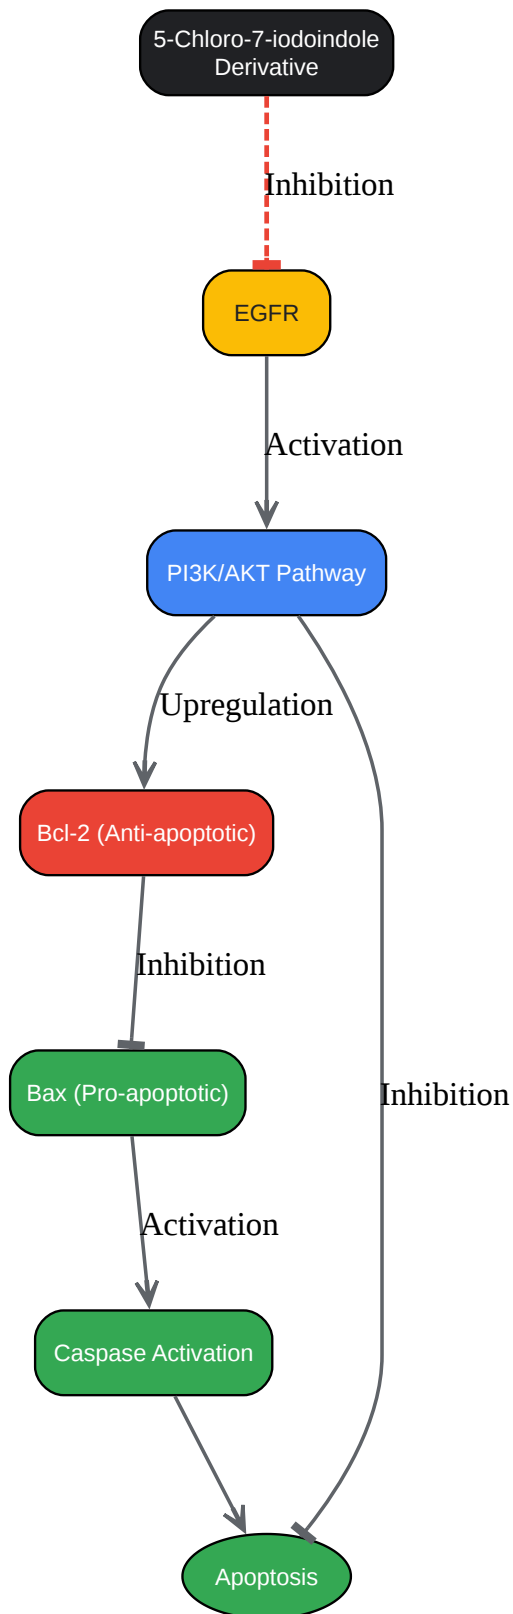 5-Chloro-7-iodoindole
Derivative
Inhibition
EGFR
Activation
PI3K/AKT Pathway
Upregulation
Bcl-2 (Anti-apoptotic)
Inhibition
Bax (Pro-apoptotic)
Inhibition
Activation
Caspase Activation
Apoptosis